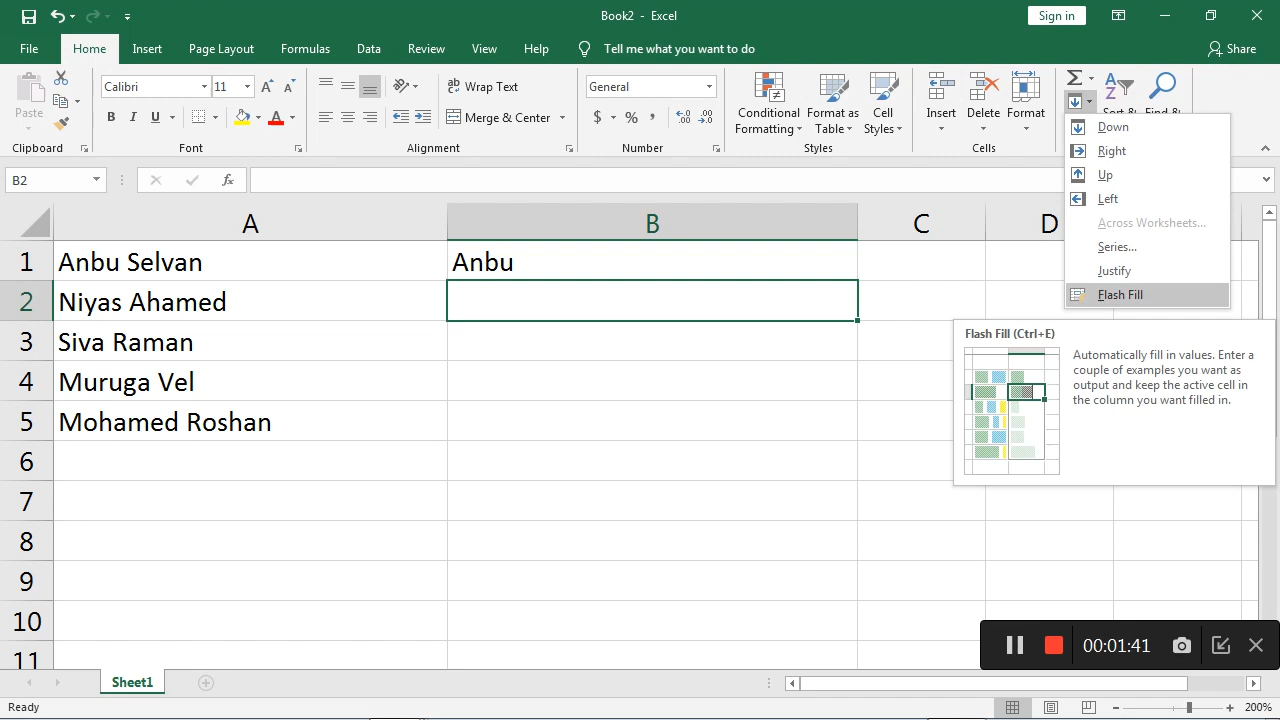 Book2 - Excel
Sign in
File Home Insert Page Layout Formulas Data Review View Help Tell me what you want to do Share
Paste
Calibri 11
B I U A
Wrap Text
Merge & Center
General
$ % ,
Conditional Formatting
Format as Table
Cell Styles
Insert Delete Format
Sort & Find &
Clipboard Font Alignment Number Styles Cells
Down
Right
Up
Left
Across Worksheets...
Series...
Justify
Flash Fill
B2 fx
A B C D
1 Anbu Selvan Anbu
2 Niyas Ahamed
3 Siva Raman
4 Muruga Vel
5 Mohamed Roshan
6
7
8
9
10
11
Flash Fill (Ctrl+E)
Automatically fill in values. Enter a
couple of examples you want as
output and keep the active cell in
the column you want filled in.
00:01:41
Sheet1
Ready 200%